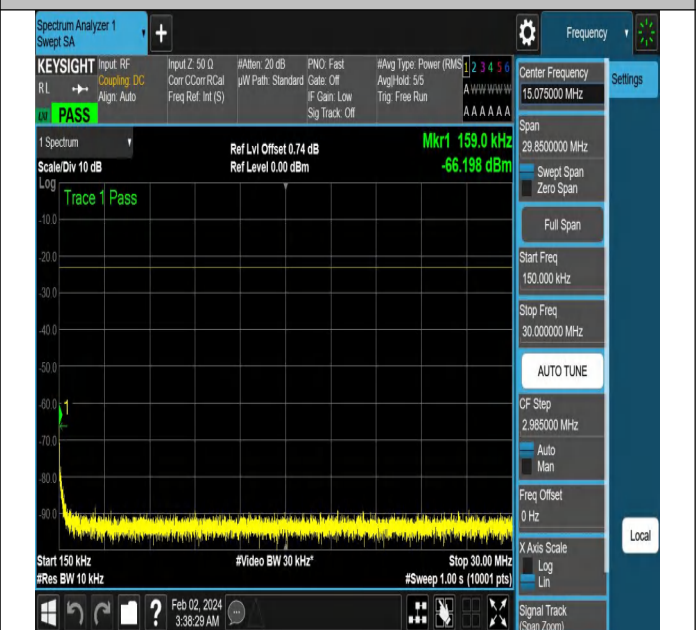 Spectrum Analyzer 1
Swept SA
+
Frequency
KEYSIGHT
Input: RF
Coupling: DC
Align: Auto
Input Z: 50 Ω
Corr CCorr RCal
Freq Ref: Int (S)
#Atten: 20 dB
µW Path: Standard
PNO: Fast
Gate: Off
IF Gain: Low
Sig Track: Off
#Avg Type: Power (RMS
Avg|Hold: 5/5
Trig: Free Run
1 2 3 4 5 6
A W W W W W
A A A A A A
RL
LXI
PASS
1 Spectrum
Scale/Div 10 dB
Ref Lvl Offset 0.74 dB
Ref Level 0.00 dBm
Mkr1 159.0 kHz
-66.198 dBm
Log
Trace 1 Pass
-10.0
-20.0
-30.0
-40.0
-50.0
-60.0
1
-70.0
-80.0
-90.0
Start 150 kHz
#Res BW 10 kHz
#Video BW 30 kHz*
Stop 30.00 MHz
#Sweep 1.00 s (10001 pts)
Center Frequency
15.075000 MHz
Settings
Span
29.8500000 MHz
Swept Span
Zero Span
Full Span
Start Freq
150.000 kHz
Stop Freq
30.000000 MHz
AUTO TUNE
CF Step
2.985000 MHz
Auto
Man
Freq Offset
0 Hz
X Axis Scale
Log
Lin
Local
Signal Track
(Span Zoom)
?
Feb 02, 2024
3:38:29 AM